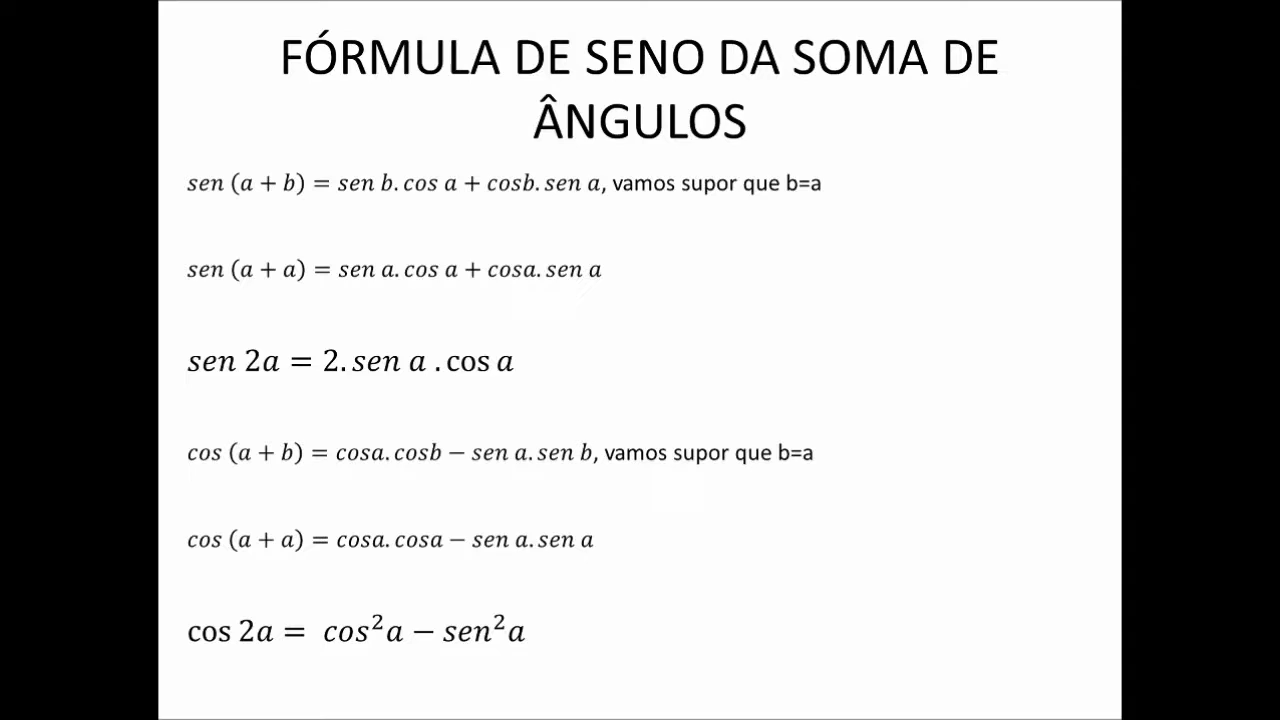 FÓRMULA DE SENO DA SOMA DE
ÂNGULOS
sen (a + b) = sen b. cos a + cosb. sen a, vamos supor que b=a
sen (a + a) = sen a. cos a + cosa. sen a
sen 2a = 2. sen a . cos a
cos (a + b) = cosa. cosb − sen a. sen b, vamos supor que b=a
cos (a + a) = cosa. cosa − sen a. sen a
cos 2a = cos²a − sen²a